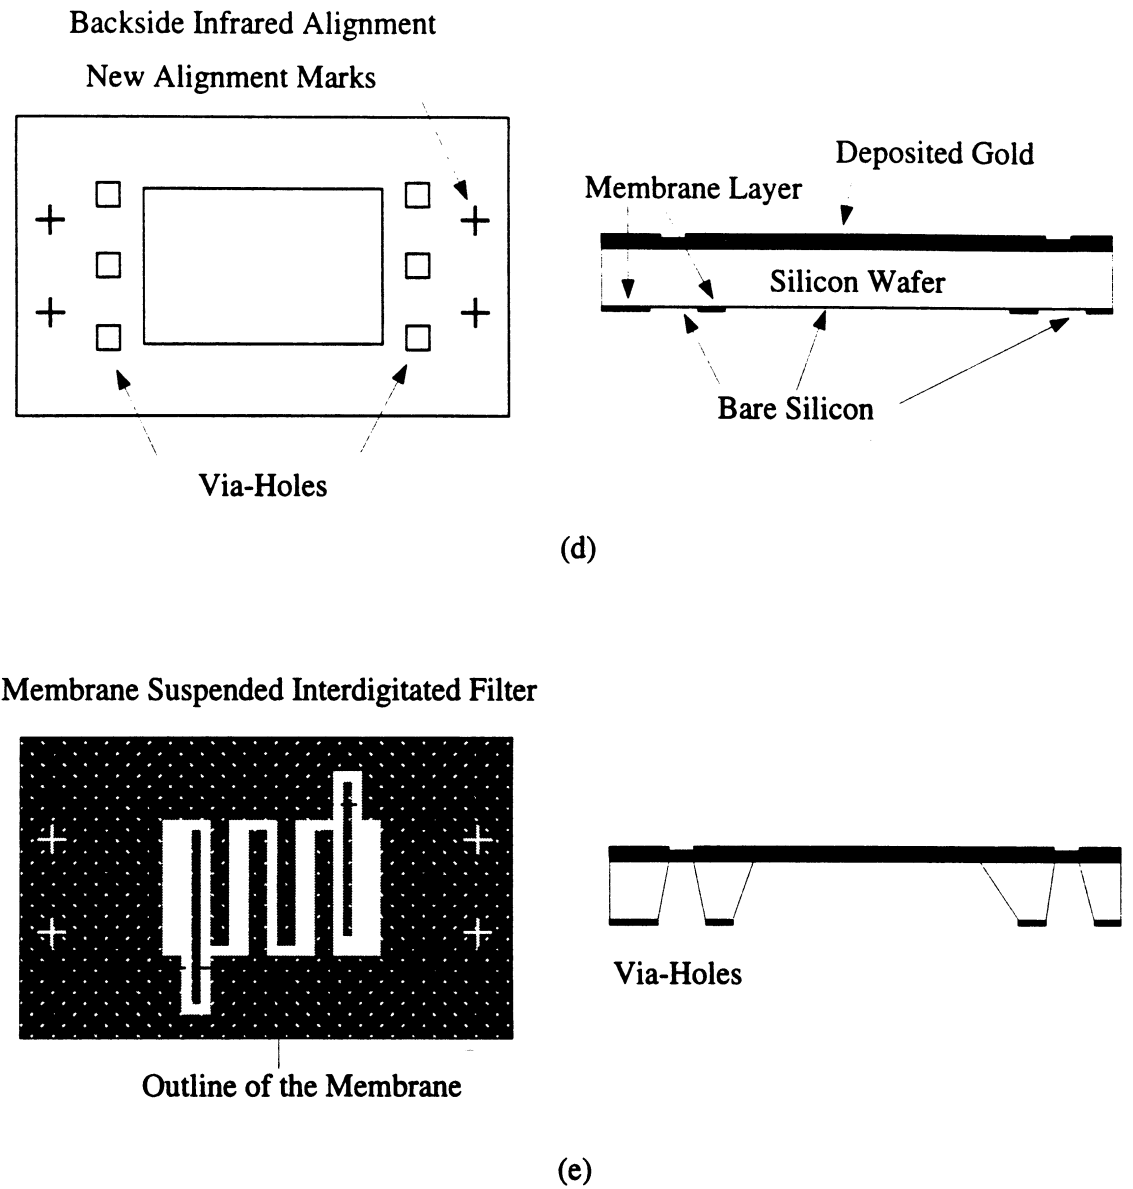 Backside Infrared Alignment
New Alignment Marks
Via-Holes
Deposited Gold
Membrane Layer
Silicon Wafer
Bare Silicon
(d)
Membrane Suspended Interdigitated Filter
Outline of the Membrane
Via-Holes
(e)